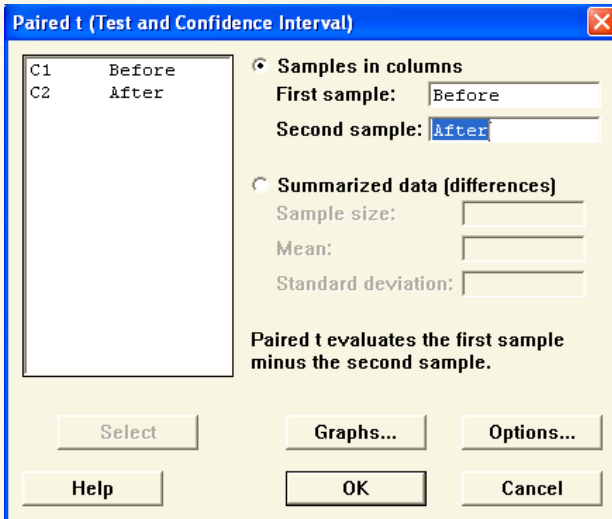 Paired t (Test and Confidence Interval)
C1 Before
C2 After
Samples in columns
First sample: Before
Second sample: After
Summarized data (differences)
Sample size:
Mean:
Standard deviation:
Paired t evaluates the first sample
minus the second sample.
Select
Graphs...
Options...
Help
OK
Cancel